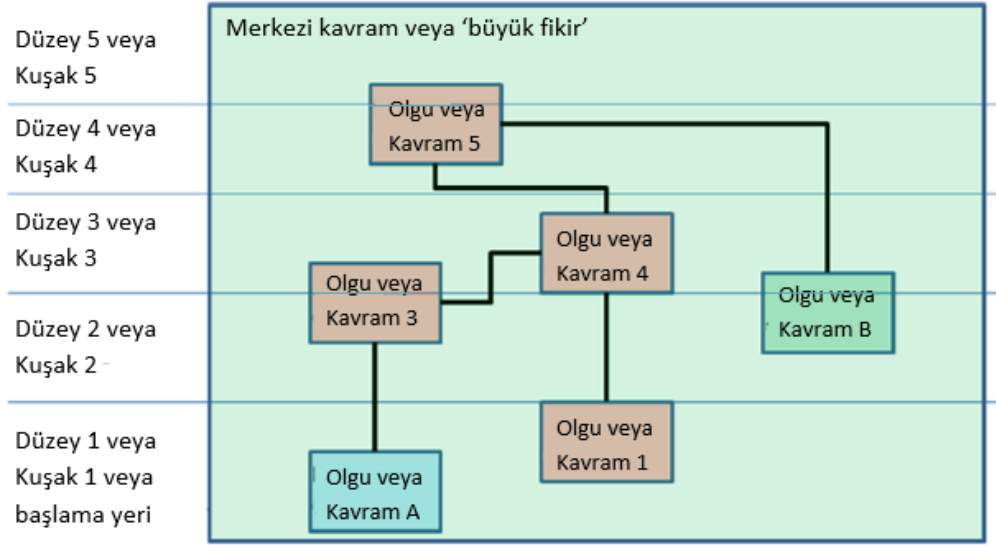 Düzey 5 veya
Kuşak 5
Merkezi kavram veya ‘büyük fikir’
Olgu veya
Kavram 5
Düzey 4 veya
Kuşak 4
Düzey 3 veya
Kuşak 3
Olgu veya
Kavram 4
Olgu veya
Kavram 3
Olgu veya
Kavram B
Düzey 2 veya
Kuşak 2
Düzey 1 veya
Kuşak 1 veya
başlama yeri
Olgu veya
Kavram 1
Olgu veya
Kavram A